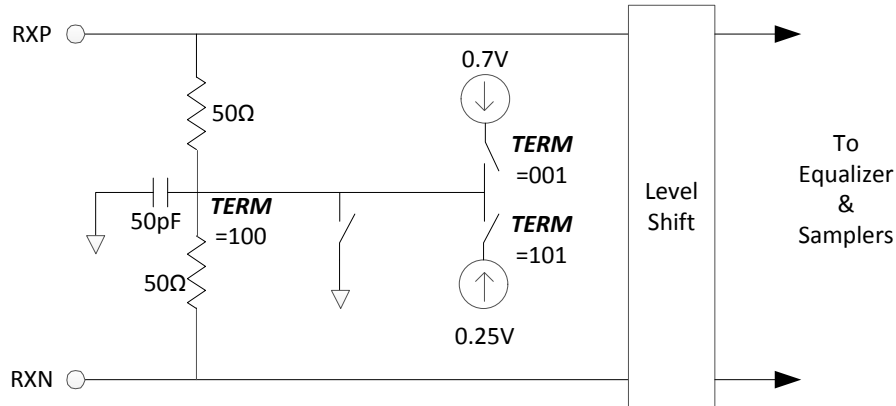 RXP
0.7V
50Ω
TERM
=001
50pF
TERM
=100
TERM
=101
50Ω
0.25V
RXN
Level
Shift
To
Equalizer
&
Samplers